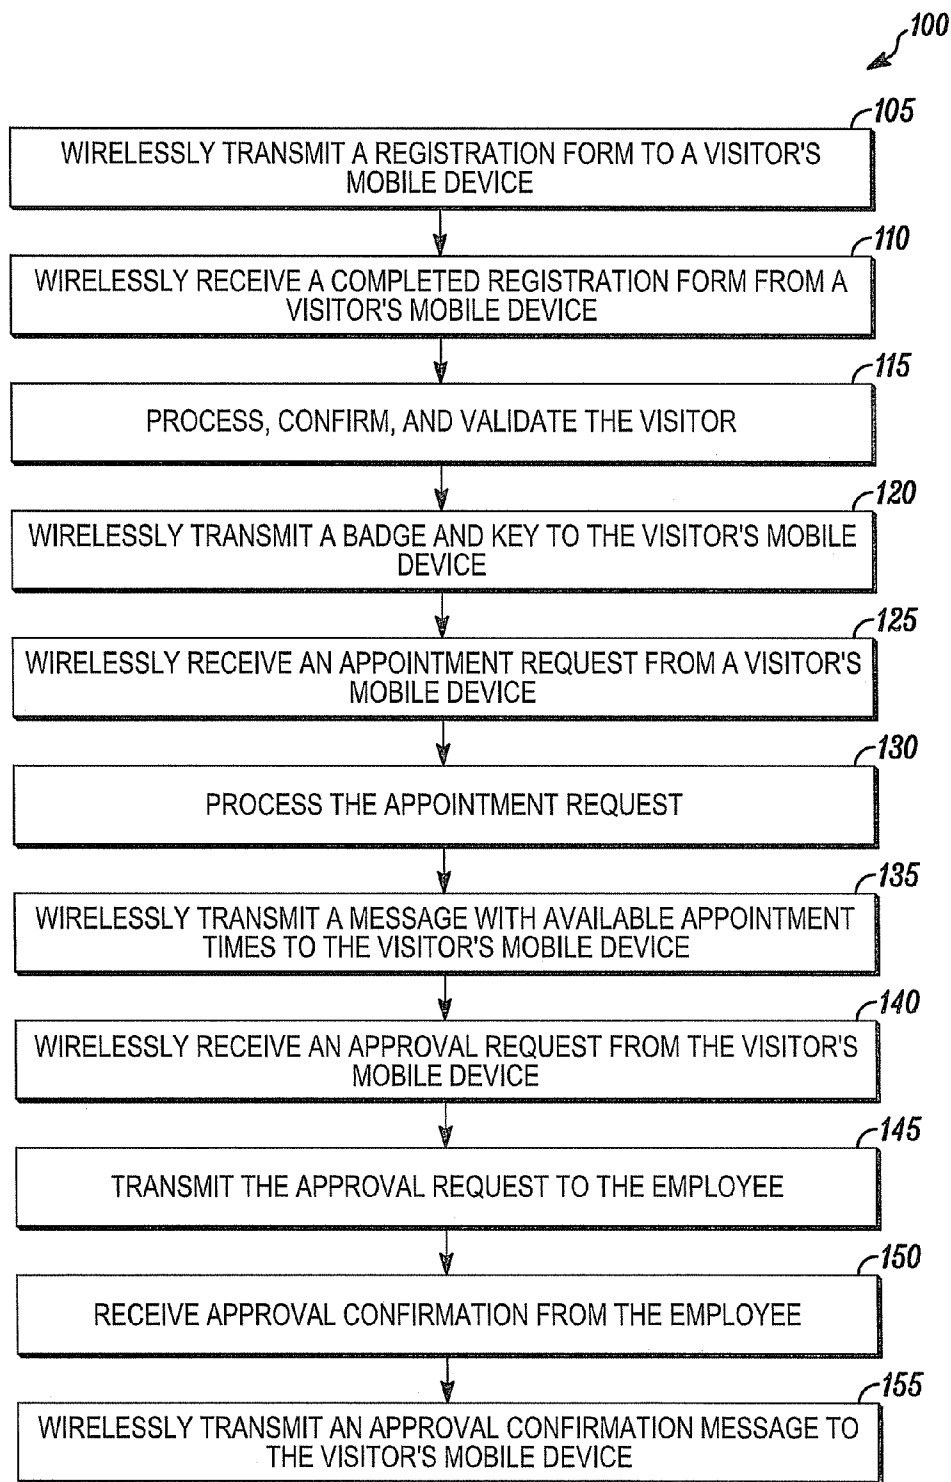 100
105
WIRELESSLY TRANSMIT A REGISTRATION FORM TO A VISITOR'S
MOBILE DEVICE
110
WIRELESSLY RECEIVE A COMPLETED REGISTRATION FORM FROM A
VISITOR'S MOBILE DEVICE
115
PROCESS, CONFIRM, AND VALIDATE THE VISITOR
120
WIRELESSLY TRANSMIT A BADGE AND KEY TO THE VISITOR'S MOBILE
DEVICE
125
WIRELESSLY RECEIVE AN APPOINTMENT REQUEST FROM A VISITOR'S
MOBILE DEVICE
130
PROCESS THE APPOINTMENT REQUEST
135
WIRELESSLY TRANSMIT A MESSAGE WITH AVAILABLE APPOINTMENT
TIMES TO THE VISITOR'S MOBILE DEVICE
140
WIRELESSLY RECEIVE AN APPROVAL REQUEST FROM THE VISITOR'S
MOBILE DEVICE
145
TRANSMIT THE APPROVAL REQUEST TO THE EMPLOYEE
150
RECEIVE APPROVAL CONFIRMATION FROM THE EMPLOYEE
155
WIRELESSLY TRANSMIT AN APPROVAL CONFIRMATION MESSAGE TO
THE VISITOR'S MOBILE DEVICE